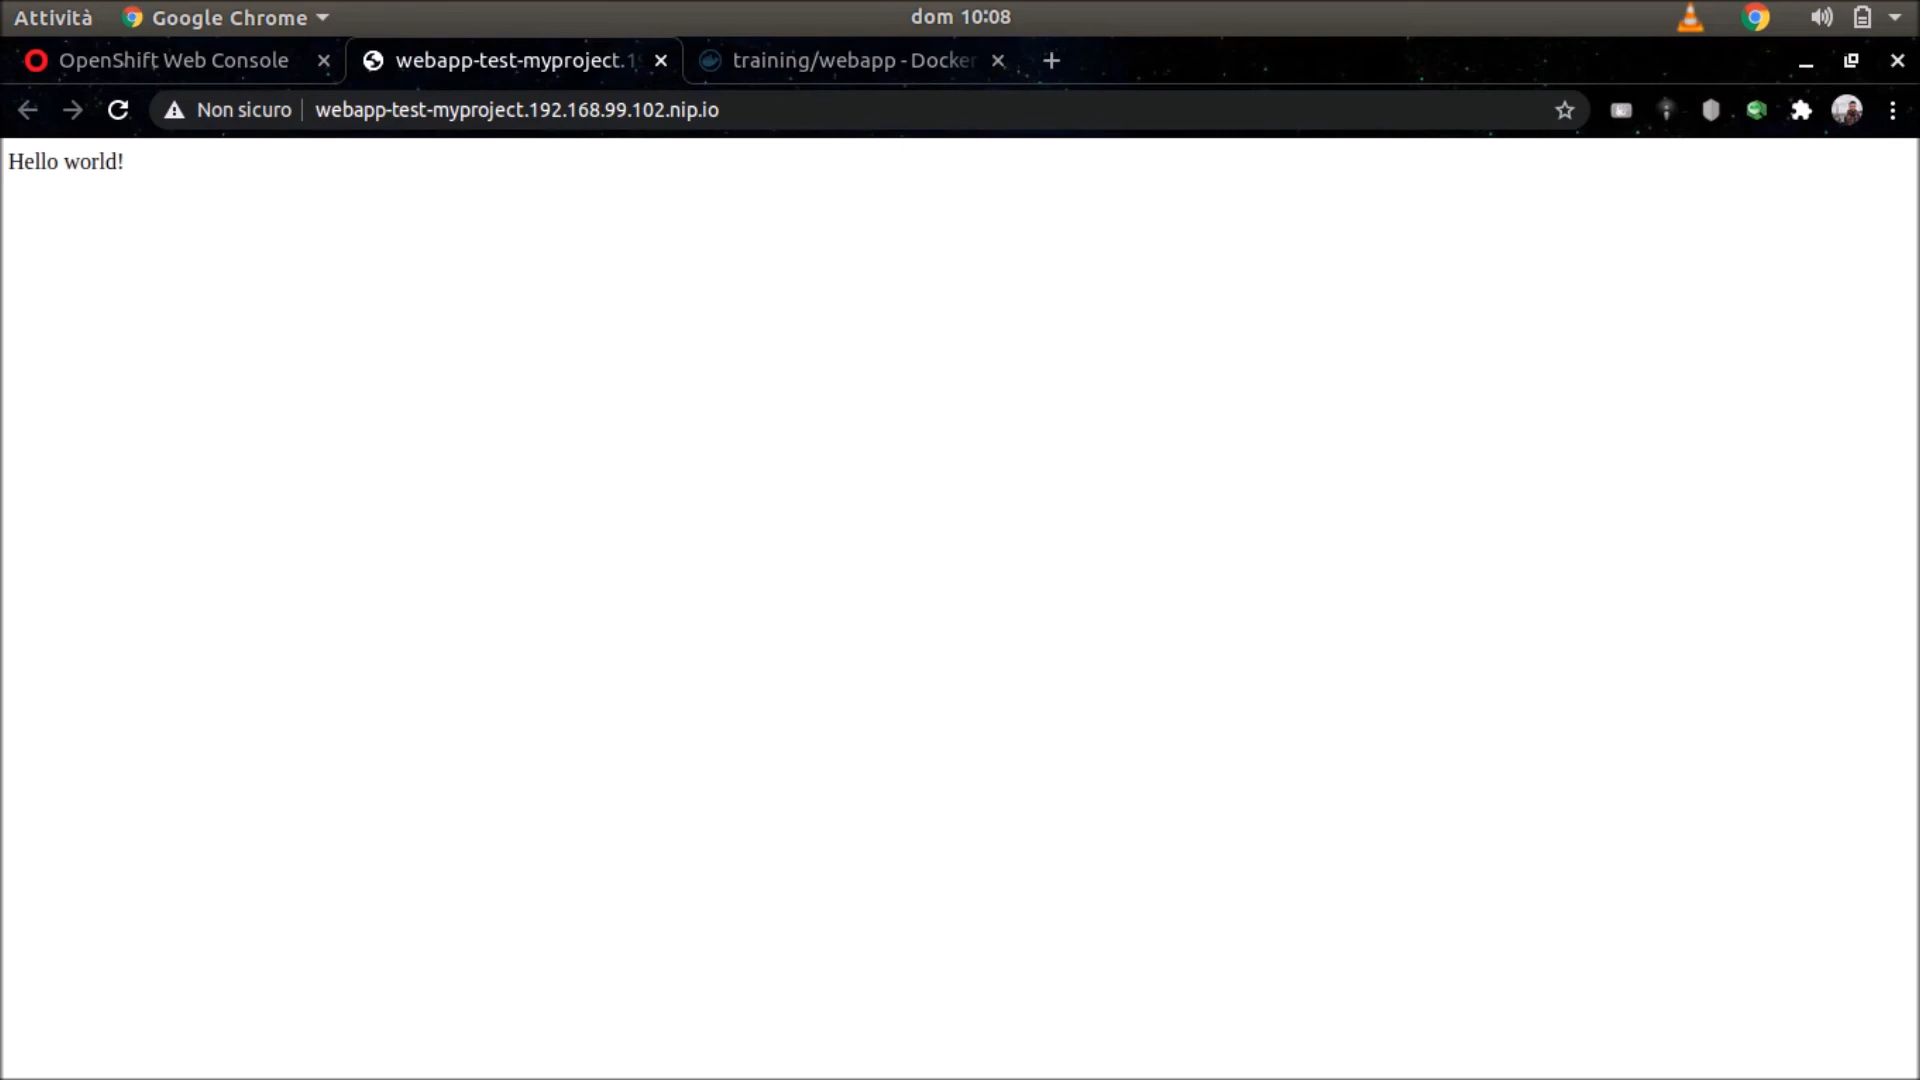 Attività Google Chrome dom 10:08
OpenShift Web Console webapp-test-myproject.1 training/webapp - Docker
Non sicuro webapp-test-myproject.192.168.99.102.nip.io
Hello world!